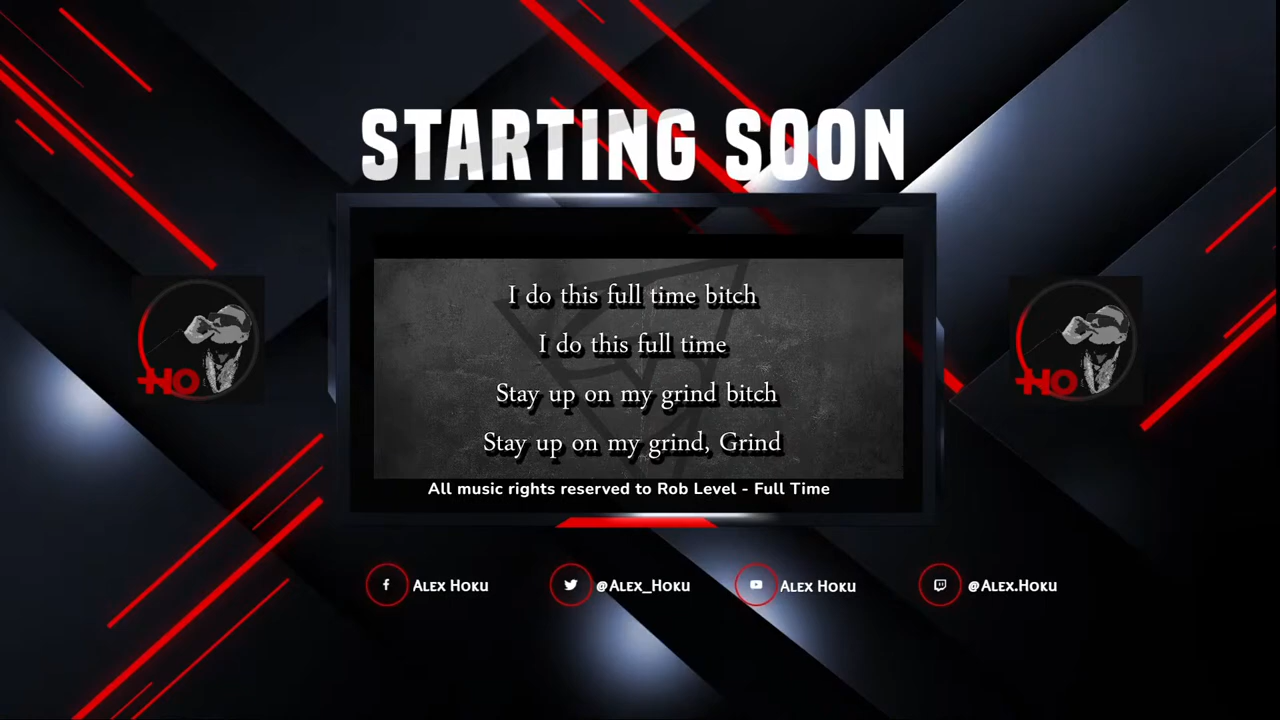 STARTING SOON
I do this full time bitch
I do this full time
Stay up on my grind bitch
Stay up on my grind, Grind
All music rights reserved to Rob Level - Full Time
HO
HO
Alex Hoku
@Alex_Hoku
Alex Hoku
@Alex.Hoku